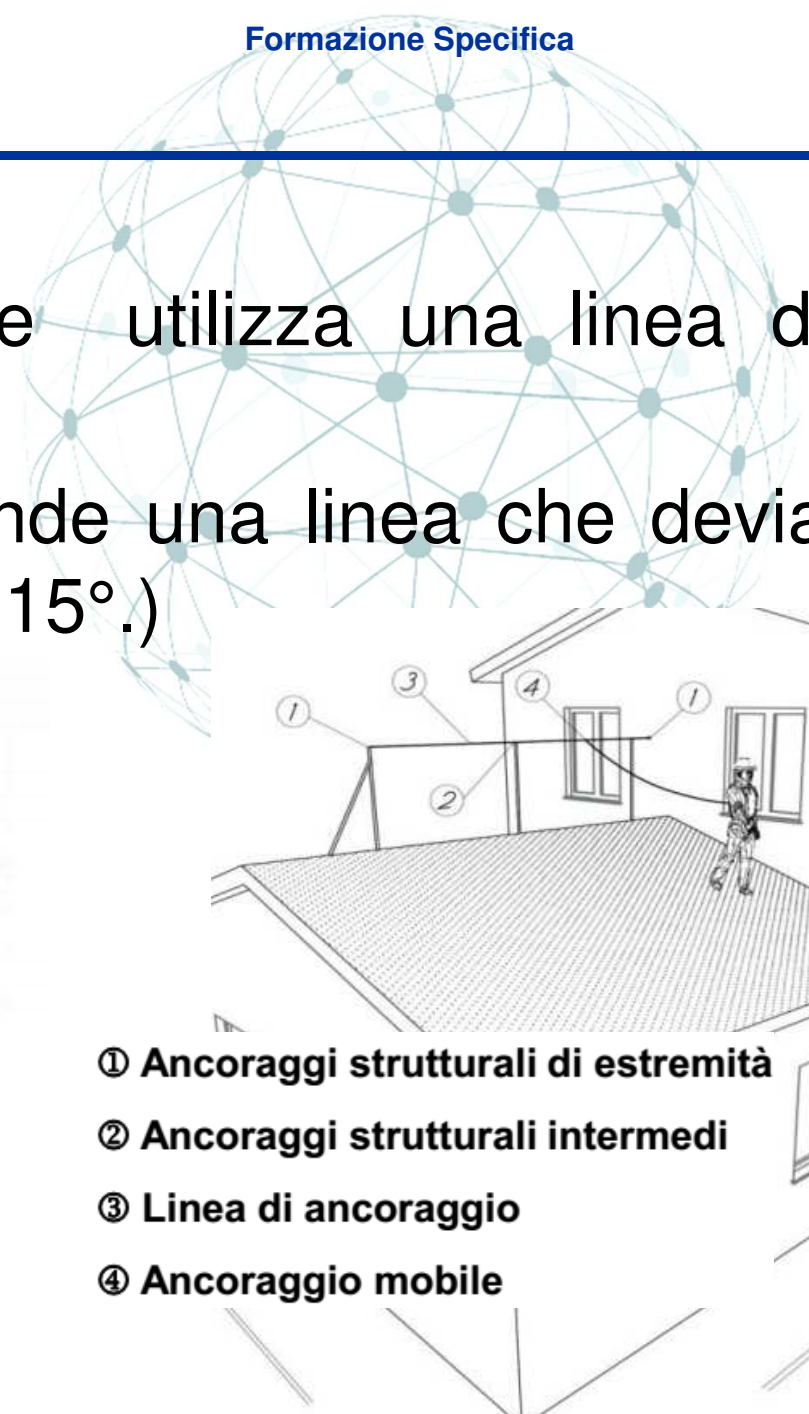 Formazione Specifica
e utilizza una linea d
nde una linea che devia
15°.)
1 3 4 1
2
① Ancoraggi strutturali di estremità
② Ancoraggi strutturali intermedi
③ Linea di ancoraggio
④ Ancoraggio mobile